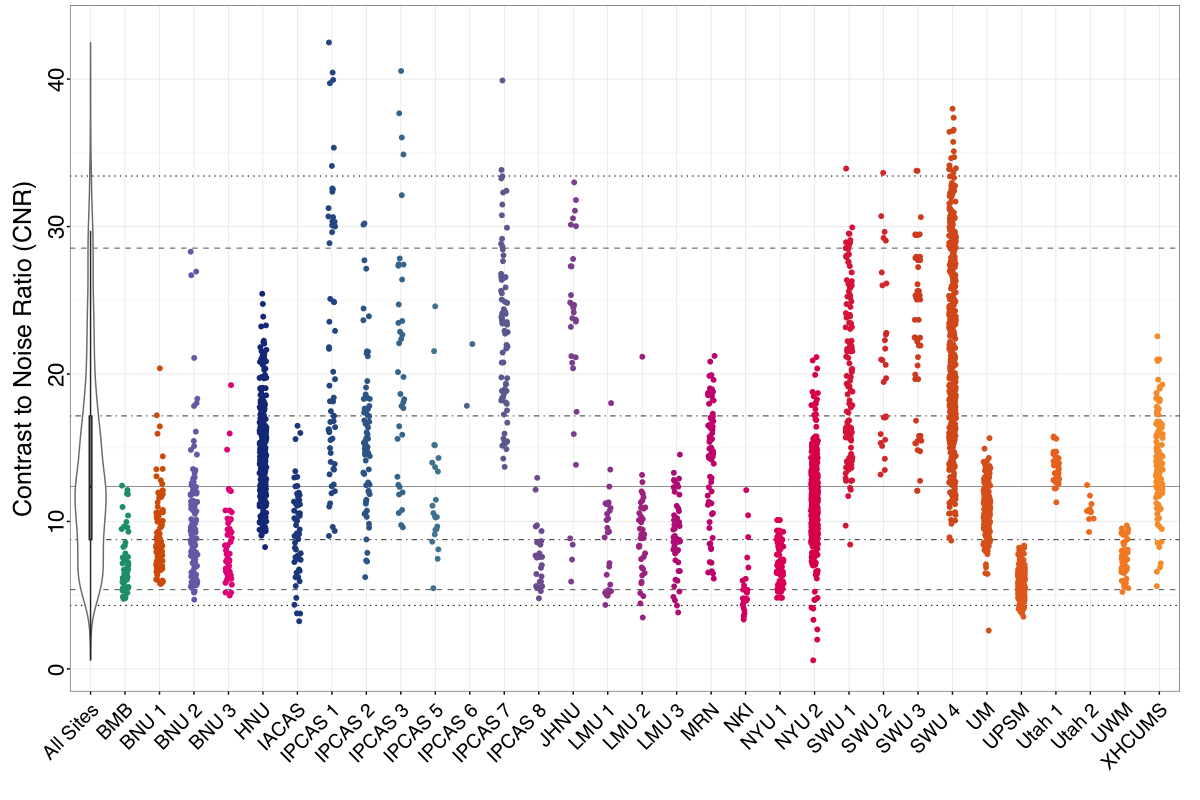 Contrast to Noise Ratio (CNR)
40
30
20
10
0
All Sites
BMB
BNU 1
BNU 2
BNU 3
HNU
IACAS
IPCAS 1
IPCAS 2
IPCAS 3
IPCAS 5
IPCAS 6
IPCAS 7
IPCAS 8
JHNU
LMU 1
LMU 2
LMU 3
MRN
NKI
NYU 1
NYU 2
SWU 1
SWU 2
SWU 3
SWU 4
UM
UPSM
Utah 1
Utah 2
UWM
XHCUMS